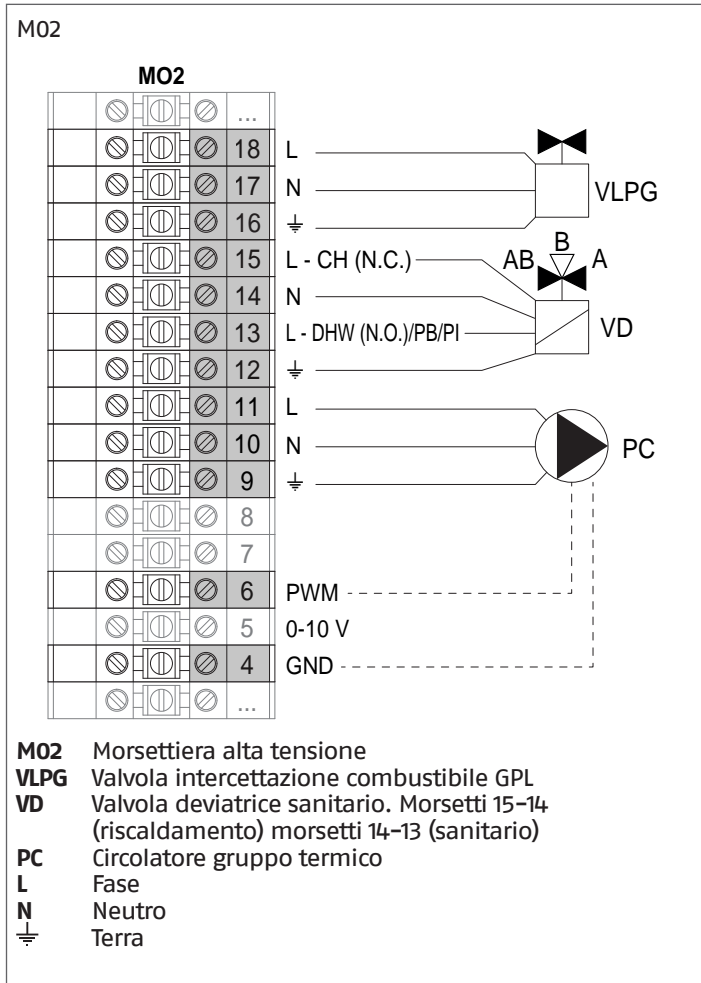 M02
MO2
...
18 L
17 N
16
VLPG
15 L - CH (N.C.)
14 N
13 L - DHW (N.O.)/PB/PI
12
AB B A
VD
11 L
10 N
9
PC
8
7
6 PWM
5 0-10 V
4 GND
...
M02 Morsettiera alta tensione
VLPG Valvola intercettazione combustibile GPL
VD Valvola deviatrice sanitario. Morsetti 15-14
(riscaldamento) morsetti 14-13 (sanitario)
PC Circolatore gruppo termico
L Fase
N Neutro
⏚ Terra